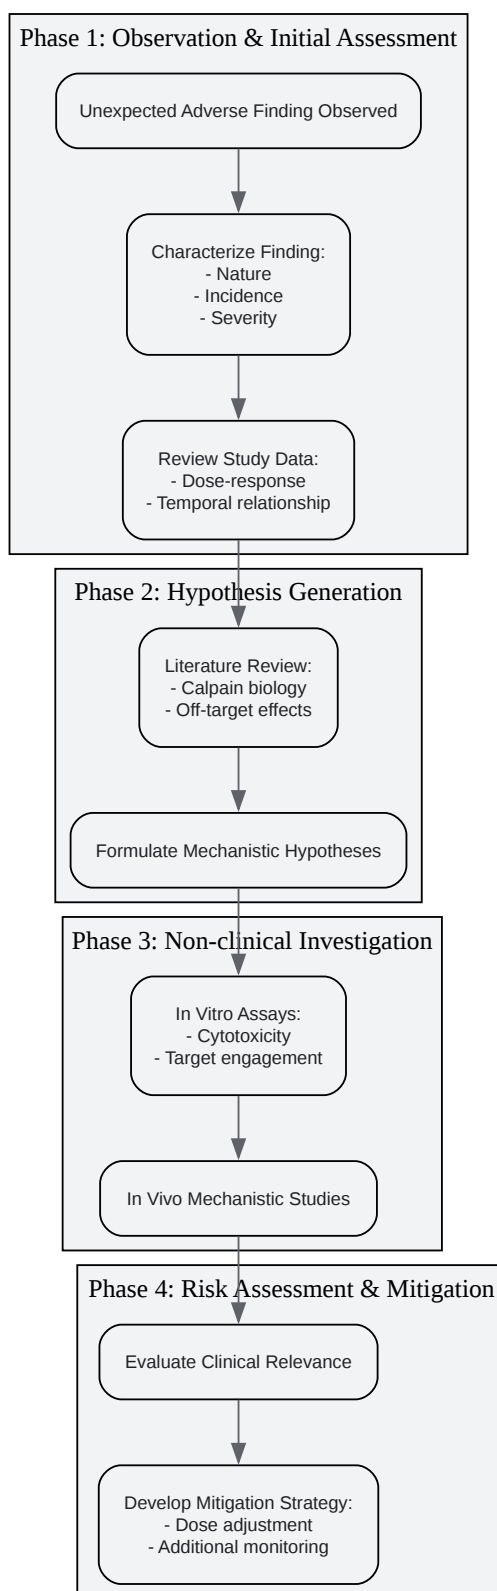 Phase 1: Observation & Initial Assessment
Unexpected Adverse Finding Observed
Characterize Finding:
- Nature
- Incidence
- Severity
Review Study Data:
- Dose-response
- Temporal relationship
Phase 2: Hypothesis Generation
Literature Review:
- Calpain biology
- Off-target effects
Formulate Mechanistic Hypotheses
Phase 3: Non-clinical Investigation
In Vitro Assays:
- Cytotoxicity
- Target engagement
In Vivo Mechanistic Studies
Phase 4: Risk Assessment & Mitigation
Evaluate Clinical Relevance
Develop Mitigation Strategy:
- Dose adjustment
- Additional monitoring